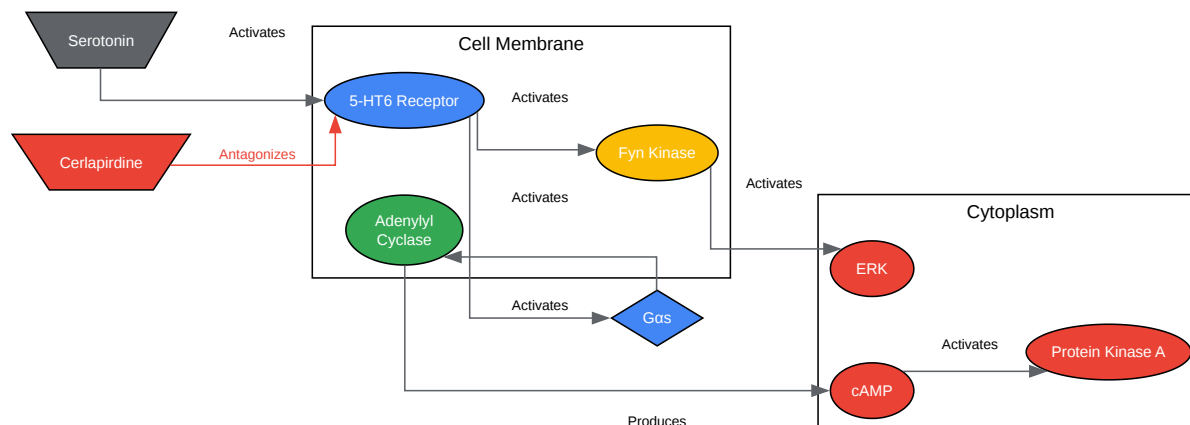 Serotonin
Activates
Cell Membrane
5-HT6 Receptor
Activates
Cerlapirdine
Antagonizes
Fyn Kinase
Activates
Activates
Adenylyl
Cyclase
Cytoplasm
ERK
Activates
Gαs
Activates
Protein Kinase A
cAMP
Produces